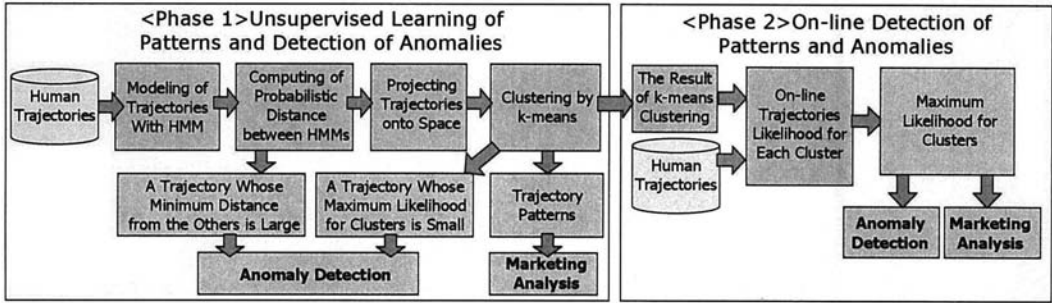 <Phase 1>Unsupervised Learning of
Patterns and Detection of Anomalies
Human
Trajectories
Modeling of
Trajectories
With HMM
Computing of
Probabilistic
Distance
between HMMs
Projecting
Trajectories
onto Space
Clustering by
k-means
A Trajectory Whose
Minimum Distance
from the Others is Large
A Trajectory Whose
Maximum Likelihood
for Clusters is Small
Trajectory
Patterns
Anomaly Detection
Marketing
Analysis
<Phase 2>On-line Detection of
Patterns and Anomalies
The Result
of k-means
Clustering
Human
Trajectories
On-line
Trajectories
Likelihood for
Each Cluster
Maximum
Likelihood for
Clusters
Anomaly
Detection
Marketing
Analysis